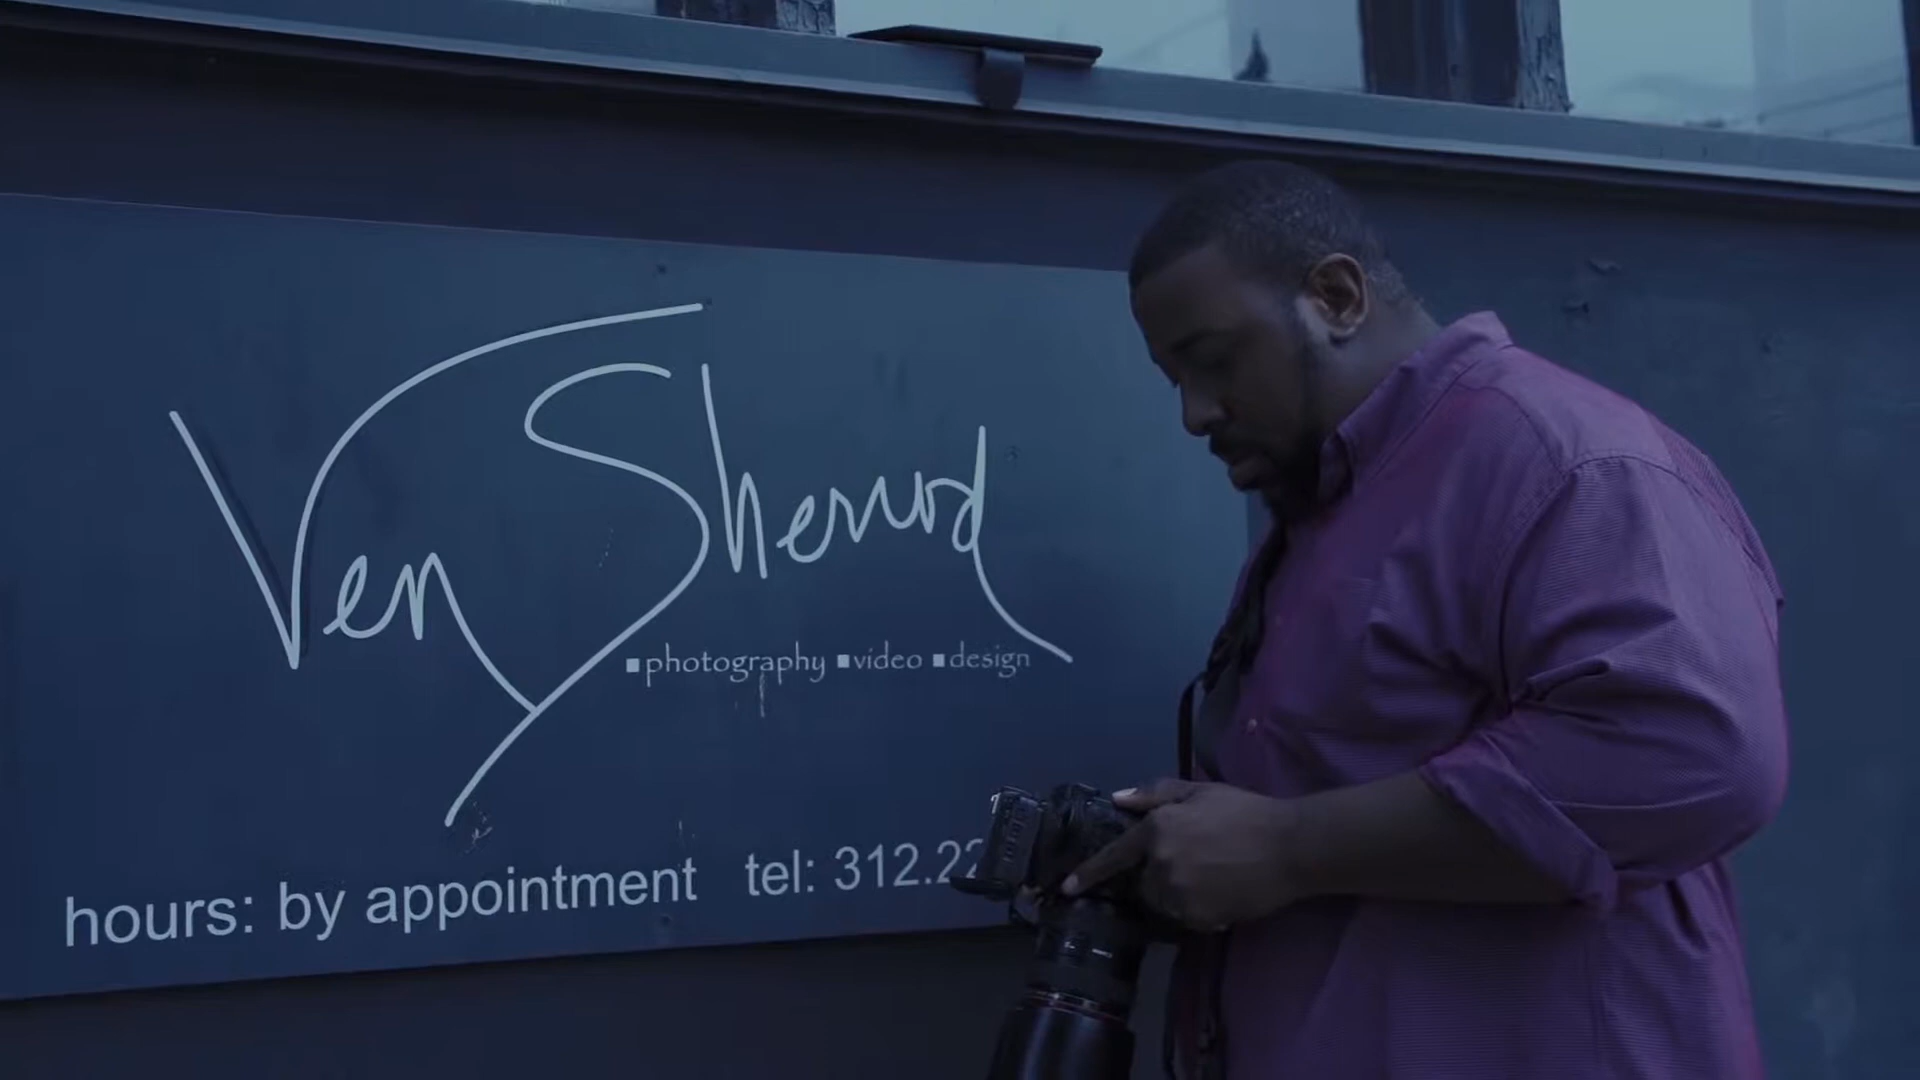 Ven Sherrod
▪photography ▪video ▪design
hours: by appointment tel: 312.22